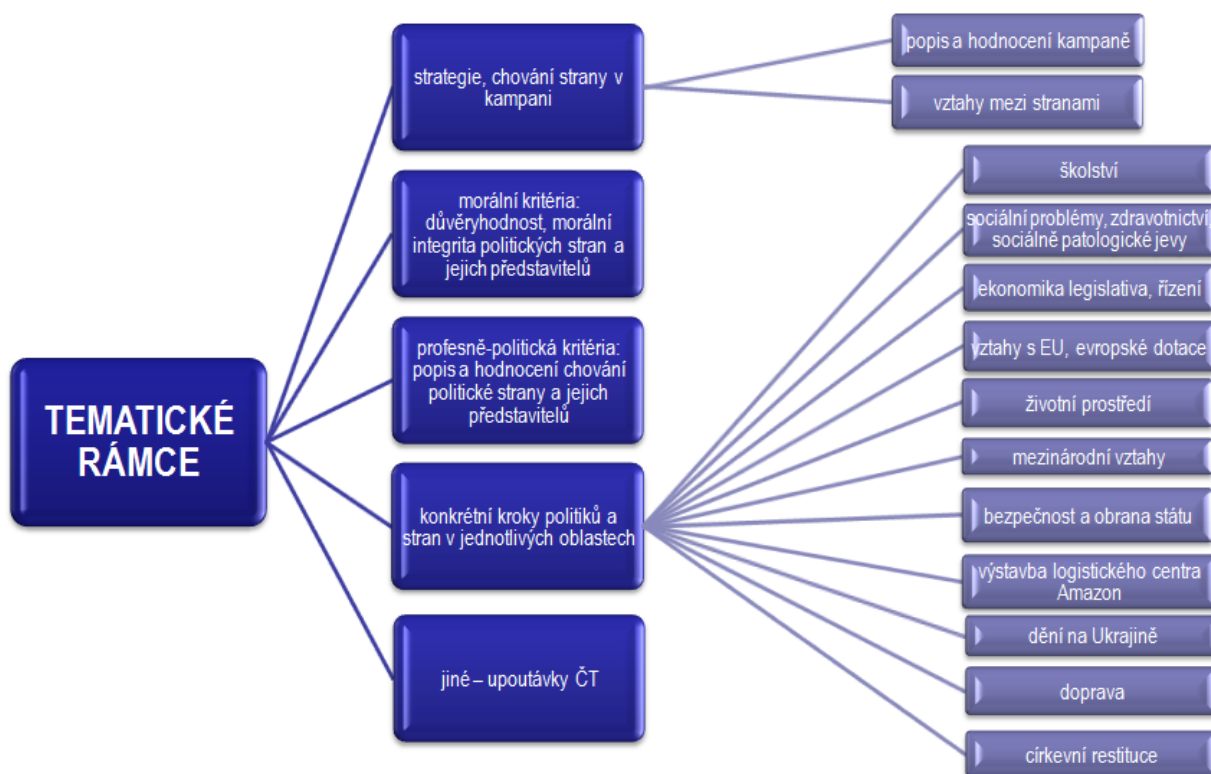 TEMATICKÉ
RÁMCE
strategie, chování strany v
kampani
popis a hodnocení kampaně
vztahy mezi stranami
morální kritéria:
důvěryhodnost, morální
integrita politických stran a
jejich představitelů
profesně-politická kritéria:
popis a hodnocení chování
politické strany a jejich
představitelů
konkrétní kroky politiků a
stran v jednotlivých oblastech
školství
sociální problémy, zdravotnictví,
sociálně patologické jevy
ekonomika legislativa, řízení
vztahy s EU, evropské dotace
životní prostředí
mezinárodní vztahy
bezpečnost a obrana státu
výstavba logistického centra
Amazon
dění na Ukrajině
doprava
církevní restituce
jiné – upoutávky ČT